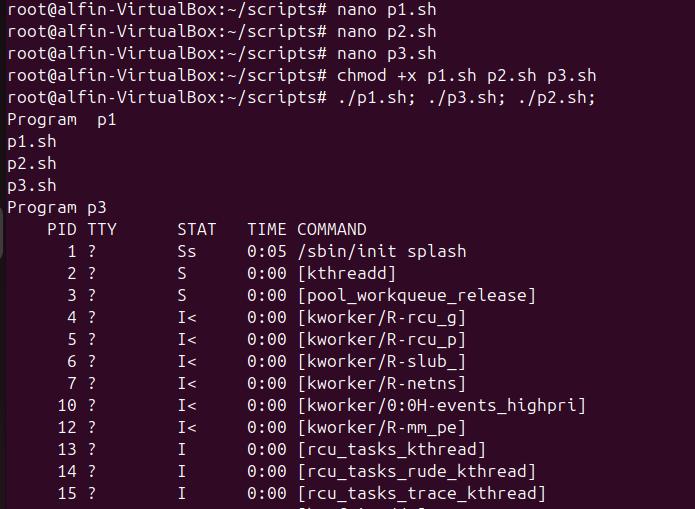 root@alfin-VirtualBox:~/scripts# nano p1.sh
root@alfin-VirtualBox:~/scripts# nano p2.sh
root@alfin-VirtualBox:~/scripts# nano p3.sh
root@alfin-VirtualBox:~/scripts# chmod +x p1.sh p2.sh p3.sh
root@alfin-VirtualBox:~/scripts# ./p1.sh; ./p3.sh; ./p2.sh;
Program  p1
p1.sh
p2.sh
p3.sh
Program p3
    PID TTY      STAT   TIME COMMAND
      1 ?        Ss     0:05 /sbin/init splash
      2 ?        S      0:00 [kthreadd]
      3 ?        S      0:00 [pool_workqueue_release]
      4 ?        I<     0:00 [kworker/R-rcu_g]
      5 ?        I<     0:00 [kworker/R-rcu_p]
      6 ?        I<     0:00 [kworker/R-slub_]
      7 ?        I<     0:00 [kworker/R-netns]
     10 ?        I<     0:00 [kworker/0:0H-events_highpri]
     12 ?        I<     0:00 [kworker/R-mm_pe]
     13 ?        I      0:00 [rcu_tasks_kthread]
     14 ?        I      0:00 [rcu_tasks_rude_kthread]
     15 ?        I      0:00 [rcu_tasks_trace_kthread]